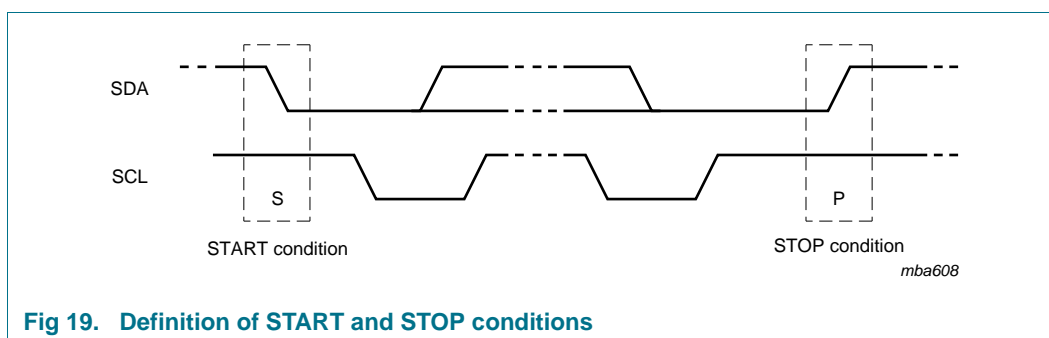 SDA
SCL
S
P
START condition
STOP condition
mba608
Fig 19. Definition of START and STOP conditions